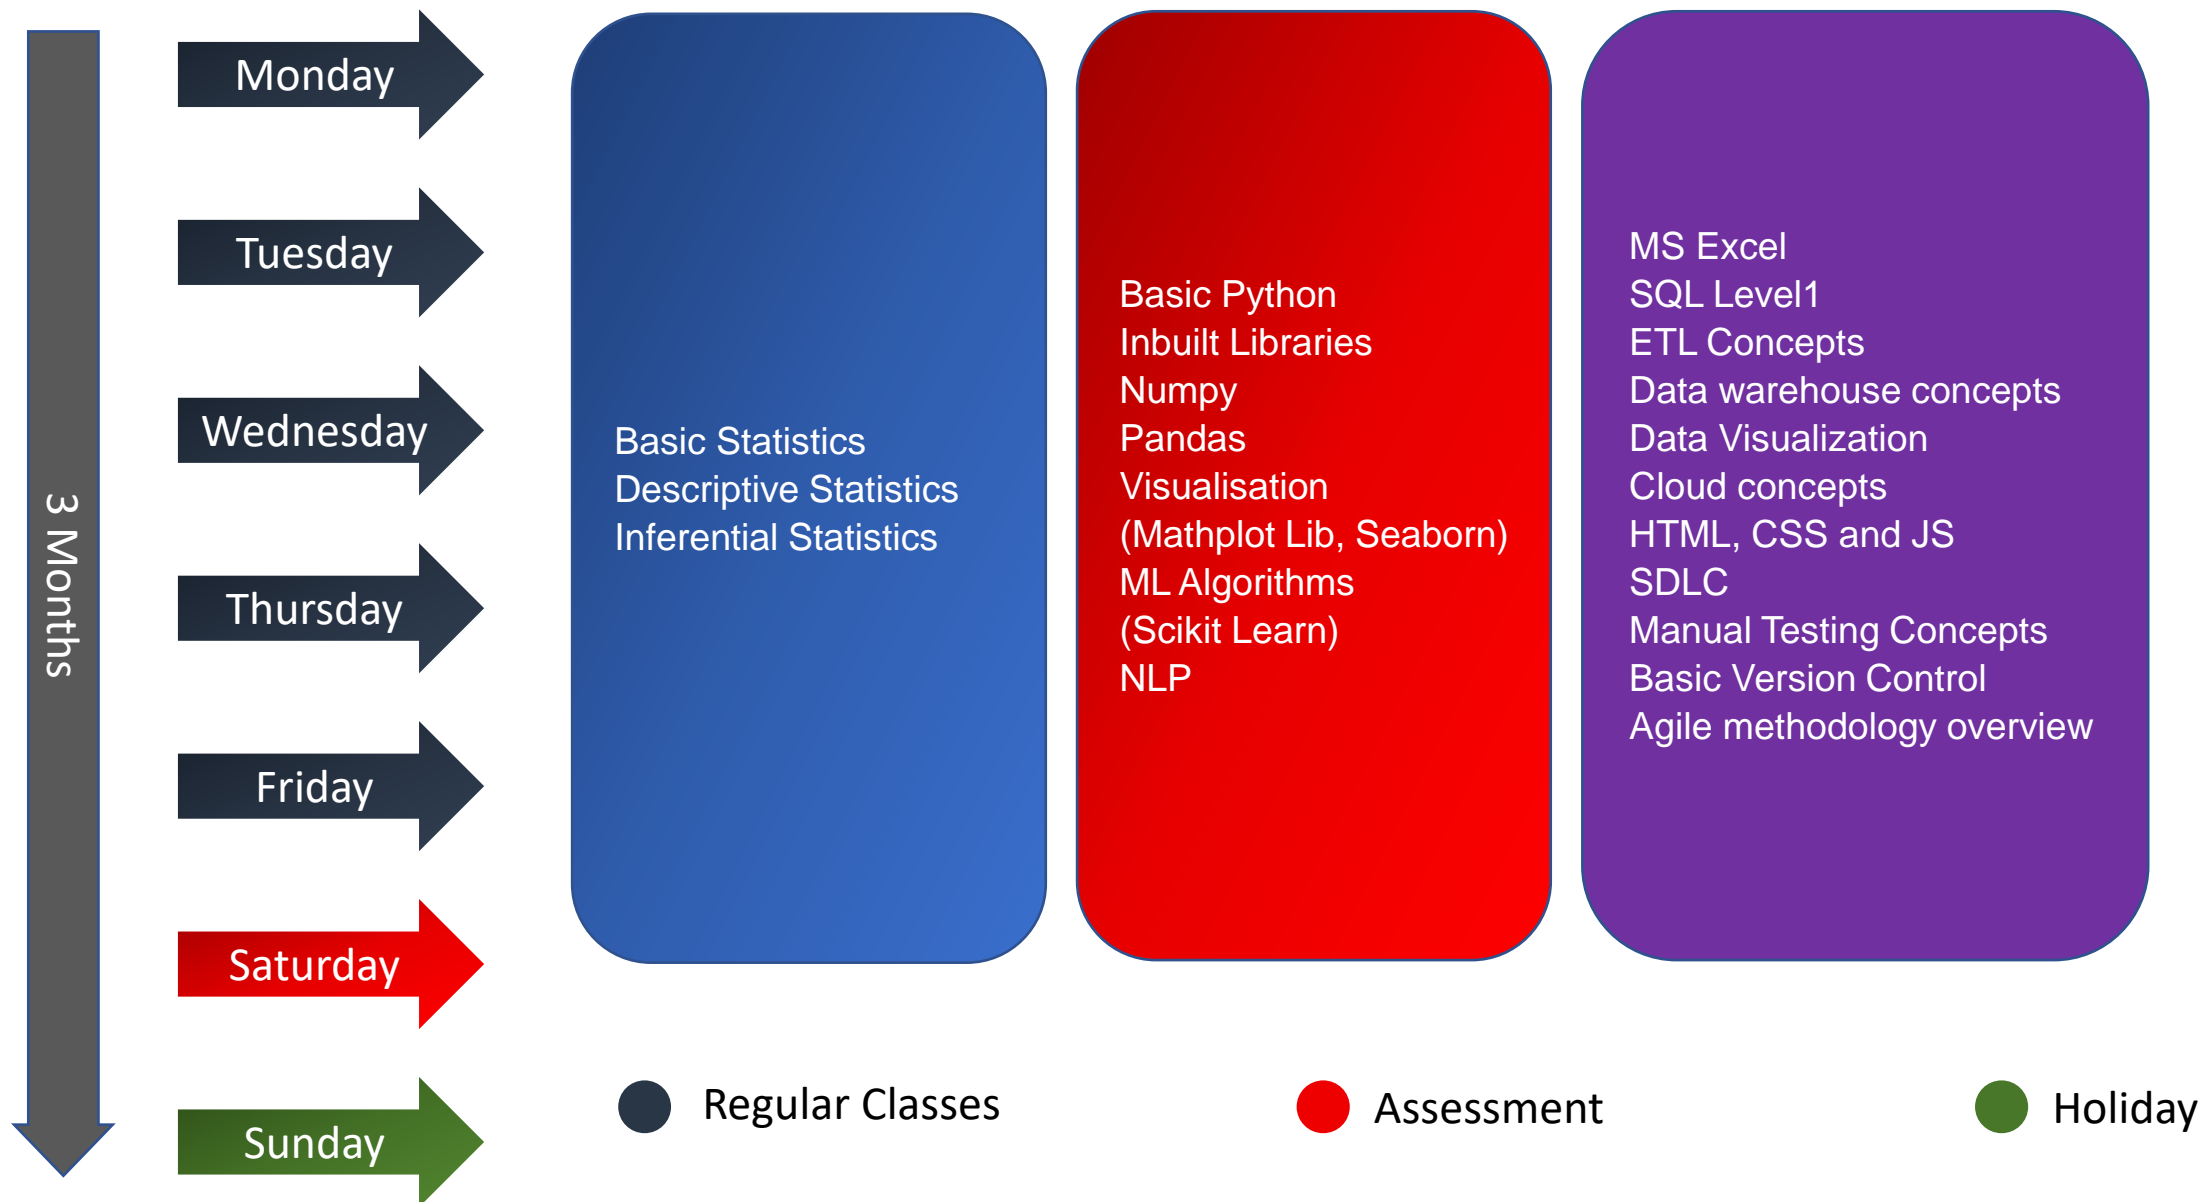 3 Months
Monday
Tuesday
Wednesday
Thursday
Friday
Saturday
Sunday
Basic Statistics
Descriptive Statistics
Inferential Statistics
Basic Python
Inbuilt Libraries
Numpy
Pandas
Visualisation
(Mathplot Lib, Seaborn)
ML Algorithms
(Scikit Learn)
NLP
MS Excel
SQL Level1
ETL Concepts
Data warehouse concepts
Data Visualization
Cloud concepts
HTML, CSS and JS
SDLC
Manual Testing Concepts
Basic Version Control
Agile methodology overview
Regular Classes
Assessment
Holiday